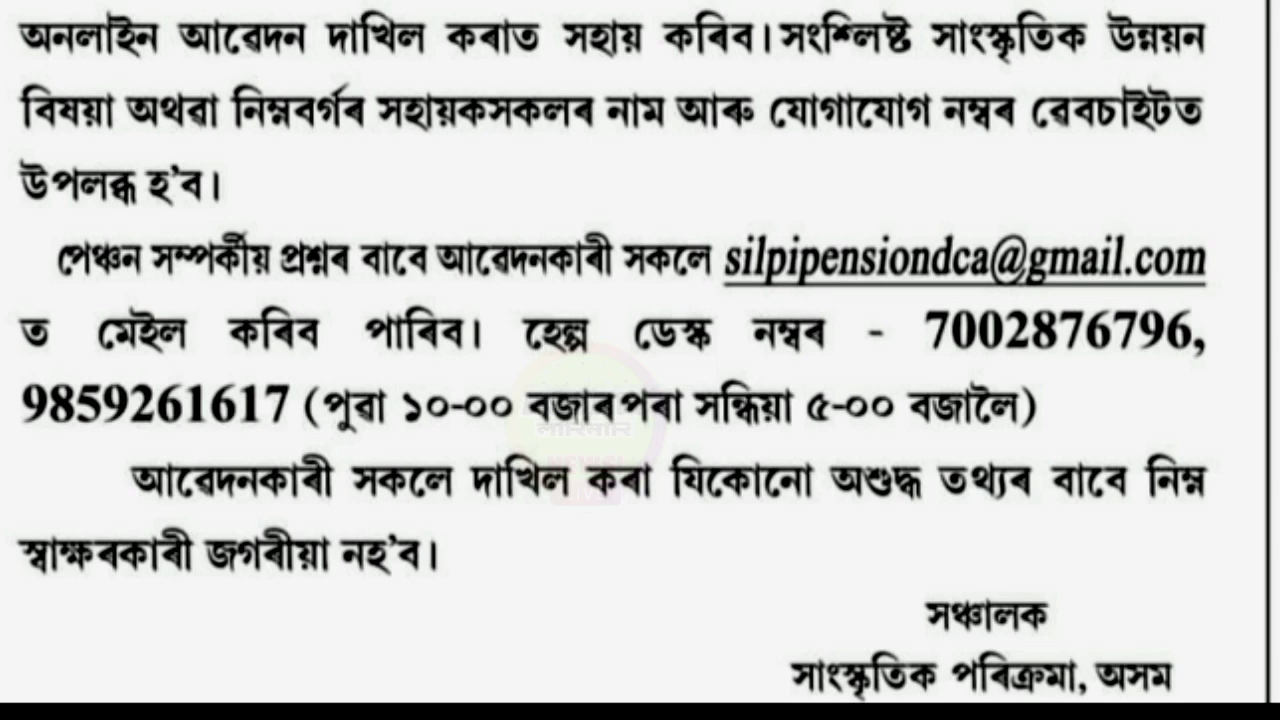 অনলাইন আৱেদন দাখিল কৰাত সহায় কৰিব। সংশ্লিষ্ট সাংস্কৃতিক উন্নয়ন
বিষয়া অথৱা নিম্নবৰ্গৰ সহায়কসকলৰ নাম আৰু যোগাযোগ নম্বৰ ৱেবচাইটত
উপলব্ধ হ’ব।
পেঞ্চন সম্পৰ্কীয় প্ৰশ্নৰ বাবে আৱেদনকাৰী সকলে silpipensiondca@gmail.com
ত মেইল কৰিব পাৰিব। হেল্প ডেস্ক নম্বৰ - 7002876796,
9859261617 (পুৱা ১০-০০ বজাৰপৰা সন্ধিয়া ৫-০০ বজালৈ)
আৱেদনকাৰী সকলে দাখিল কৰা যিকোনো অশুদ্ধ তথ্যৰ বাবে নিম্ন
স্বাক্ষৰকাৰী জগৰীয়া নহ’ব।
সঞ্চালক
সাংস্কৃতিক পৰিক্ৰমা, অসম